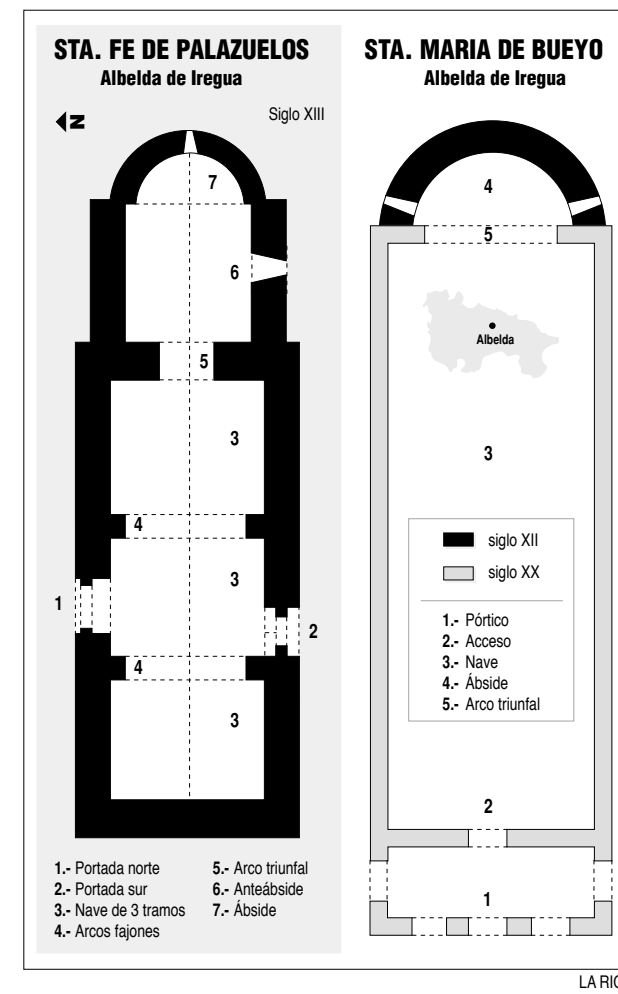 STA. FE DE PALAZUELOS
Albelda de Iregua
N
Siglo XIII
7
6
5
3
4
3
1
2
4
3
1.- Portada norte
2.- Portada sur
3.- Nave de 3 tramos
4.- Arcos fajones
5.- Arco triunfal
6.- Anteábside
7.- Ábside
STA. MARIA DE BUEYO
Albelda de Iregua
4
5
Albelda
3
siglo XII
siglo XX
1.- Pórtico
2.- Acceso
3.- Nave
4.- Ábside
5.- Arco triunfal
2
1
LA RIO